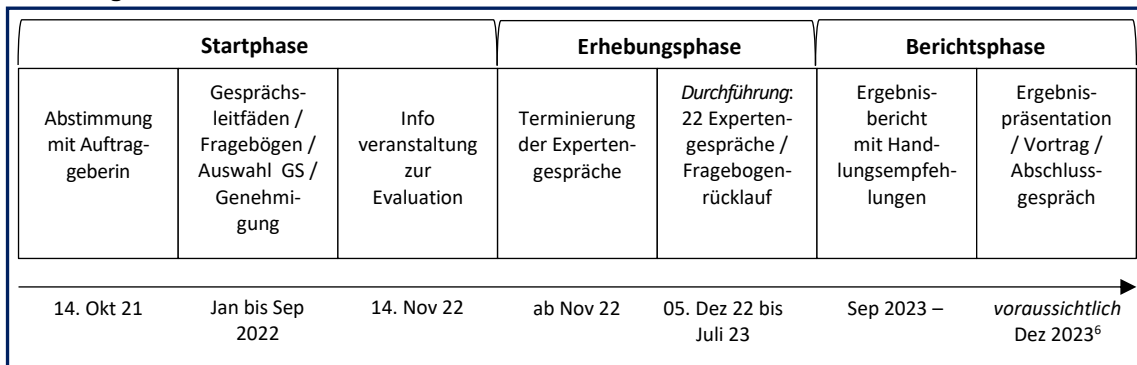 Startphase
Erhebungsphase
Berichtsphase
Abstimmung
mit Auftrag-
geberin
Gesprächs-
leitfäden /
Fragebögen /
Auswahl GS /
Genehmi-
gung
Info
veranstaltung
zur
Evaluation
Terminierung
der Experten-
gespräche
Durchführung:
22 Experten-
gespräche /
Fragebogen-
rücklauf
Ergebnis-
bericht
mit Hand-
lungsempfeh-
lungen
Ergebnis-
präsentation
/ Vortrag /
Abschluss-
gespräch
14. Okt 21
Jan bis Sep
2022
14. Nov 22
ab Nov 22
05. Dez 22 bis
Juli 23
Sep 2023 –
voraussichtlich
Dez 2023⁶